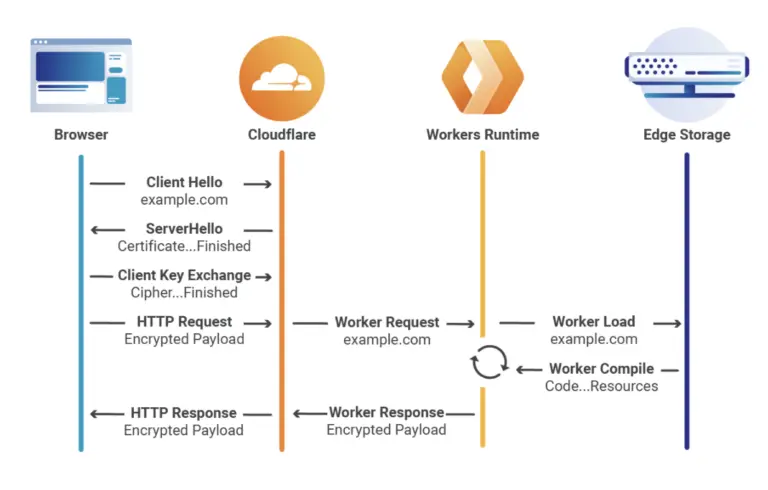 Browser
Cloudflare
Workers Runtime
Edge Storage
Client Hello
example.com
ServerHello
Certificate...Finished
Client Key Exchange
Cipher...Finished
HTTP Request
Encrypted Payload
Worker Request
example.com
Worker Load
example.com
Worker Compile
Code...Resources
HTTP Response
Encrypted Payload
Worker Response
Encrypted Payload